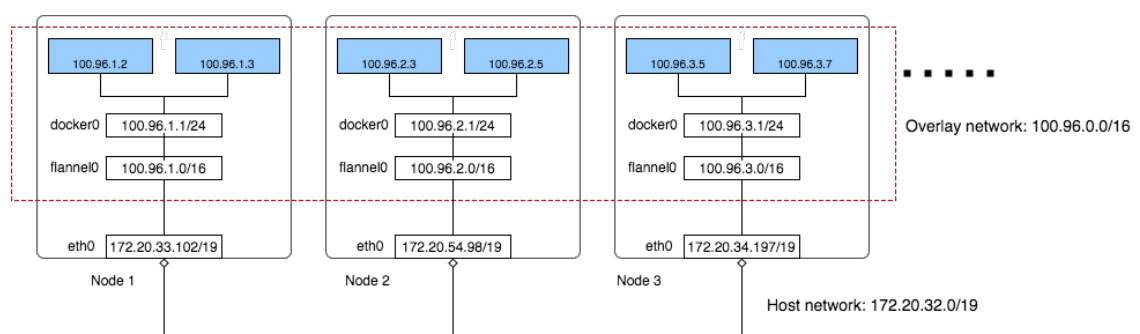 100.96.1.2
100.96.1.3
100.96.2.3
100.96.2.5
100.96.3.5
100.96.3.7
docker0
100.96.1.1/24
docker0
100.96.2.1/24
docker0
100.96.3.1/24
Overlay network: 100.96.0.0/16
flannel0
100.96.1.0/16
flannel0
100.96.2.0/16
flannel0
100.96.3.0/16
eth0
172.20.33.102/19
eth0
172.20.54.98/19
eth0
172.20.34.197/19
Node 1
Node 2
Node 3
Host network: 172.20.32.0/19